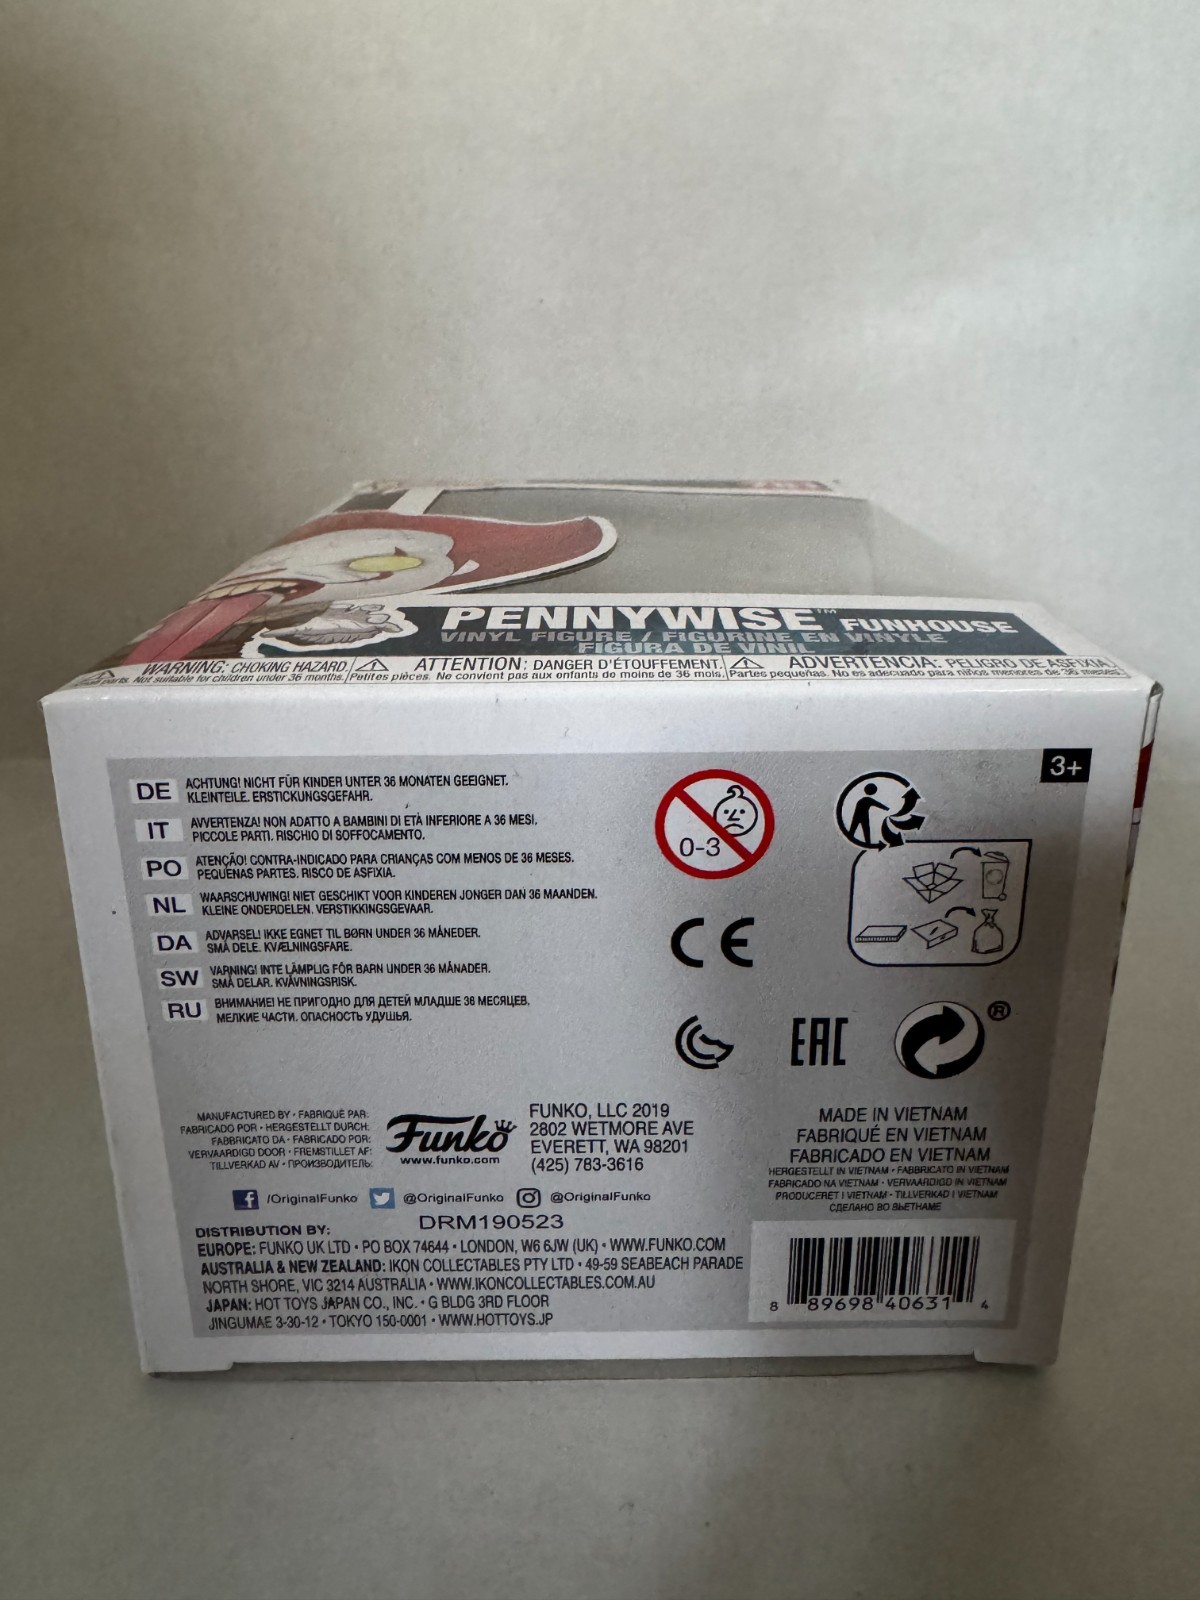 PENNYWISE™ FUNHOUSE
VINYL FIGURE / FIGURINE EN VINYLE
FIGURA DE VINIL
WARNING: CHOKING HAZARD.
parts. Not suitable for children under 36 months.
ATTENTION: DANGER D'ÉTOUFFEMENT.
Petites pièces. Ne convient pas aux enfants de moins de 36 mois.
ADVERTENCIA: PELIGRO DE ASFIXIA.
Partes pequeñas. No es adecuado para niños menores de 36 meses.
3+
DE ACHTUNG! NICHT FÜR KINDER UNTER 36 MONATEN GEEIGNET.
KLEINTEILE. ERSTICKUNGSGEFAHR.
IT AVVERTENZA! NON ADATTO A BAMBINI DI ETÀ INFERIORE A 36 MESI.
PICCOLE PARTI. RISCHIO DI SOFFOCAMENTO.
PO ATENÇÃO! CONTRA-INDICADO PARA CRIANÇAS COM MENOS DE 36 MESES.
PEQUENAS PARTES. RISCO DE ASFIXIA.
NL WAARSCHUWING! NIET GESCHIKT VOOR KINDEREN JONGER DAN 36 MAANDEN.
KLEINE ONDERDELEN. VERSTIKKINGSGEVAAR.
DA ADVARSEL! IKKE EGNET TIL BØRN UNDER 36 MÅNEDER.
SMÅ DELE. KVÆLNINGSFARE.
SW VARNING! INTE LÄMPLIG FÖR BARN UNDER 36 MÅNADER.
SMÅ DELAR. KVÄVNINGSRISK.
RU ВНИМАНИЕ! НЕ ПРИГОДНО ДЛЯ ДЕТЕЙ МЛАДШЕ 36 МЕСЯЦЕВ.
МЕЛКИЕ ЧАСТИ. ОПАСНОСТЬ УДУШЬЯ.
0-3
CE
EAC
®
MANUFACTURED BY • FABRIQUÉ PAR:
FABRICADO POR • HERGESTELLT DURCH:
FABBRICATO DA • FABRICADO POR:
VERVAARDIGD DOOR • FREMSTILLET AF:
TILLVERKAD AV • ПРОИЗВОДИТЕЛЬ:
Funko
www.funko.com
FUNKO, LLC 2019
2802 WETMORE AVE
EVERETT, WA 98201
(425) 783-3616
/OriginalFunko @OriginalFunko @OriginalFunko
DRM190523
DISTRIBUTION BY:
EUROPE: FUNKO UK LTD • PO BOX 74644 • LONDON, W6 6JW (UK) • WWW.FUNKO.COM
AUSTRALIA & NEW ZEALAND: IKON COLLECTABLES PTY LTD • 49-59 SEABEACH PARADE
NORTH SHORE, VIC 3214 AUSTRALIA • WWW.IKONCOLLECTABLES.COM.AU
JAPAN: HOT TOYS JAPAN CO., INC. • G BLDG 3RD FLOOR
JINGUMAE 3-30-12 • TOKYO 150-0001 • WWW.HOTTOYS.JP
MADE IN VIETNAM
FABRIQUÉ EN VIETNAM
FABRICADO EN VIETNAM
HERGESTELLT IN VIETNAM • FABBRICATO IN VIETNAM
FABRICADO NA VIETNAM • VERVAARDIGD IN VIETNAM
PRODUCERET I VIETNAM • TILLVERKAD I VIETNAM
СДЕЛАНО ВО ВЬЕТНАМЕ
8 89698 40631 4